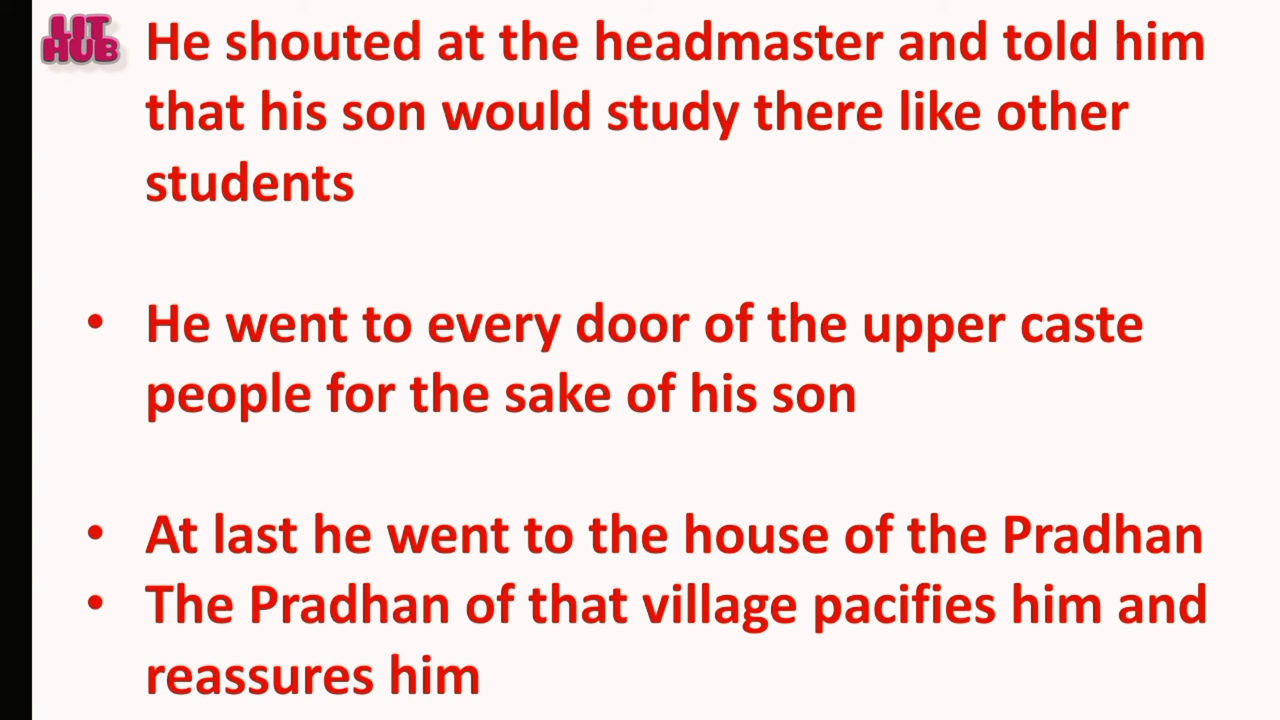 LIT
HUB
He shouted at the headmaster and told him
that his son would study there like other
students
• He went to every door of the upper caste
people for the sake of his son
• At last he went to the house of the Pradhan
• The Pradhan of that village pacifies him and
reassures him